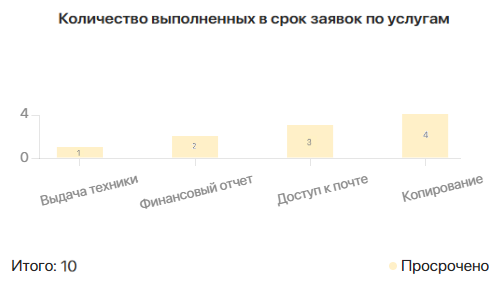 Количество выполненных в срок заявок по услугам
4
0
1
2
3
4
Выдача техники
Финансовый отчет
Доступ к почте
Копирование
Итого: 10
Просрочено